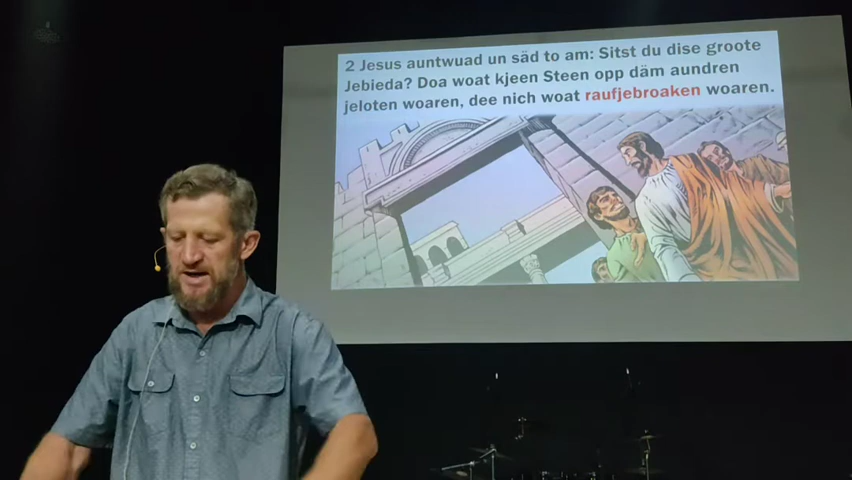 2 Jesus auntwuad un säd to am: Sitst du dise groote
Jebieda? Doa woat kjeen Steen opp däm aundren
jeloten woaren, dee nich woat raufjebroaken woaren.